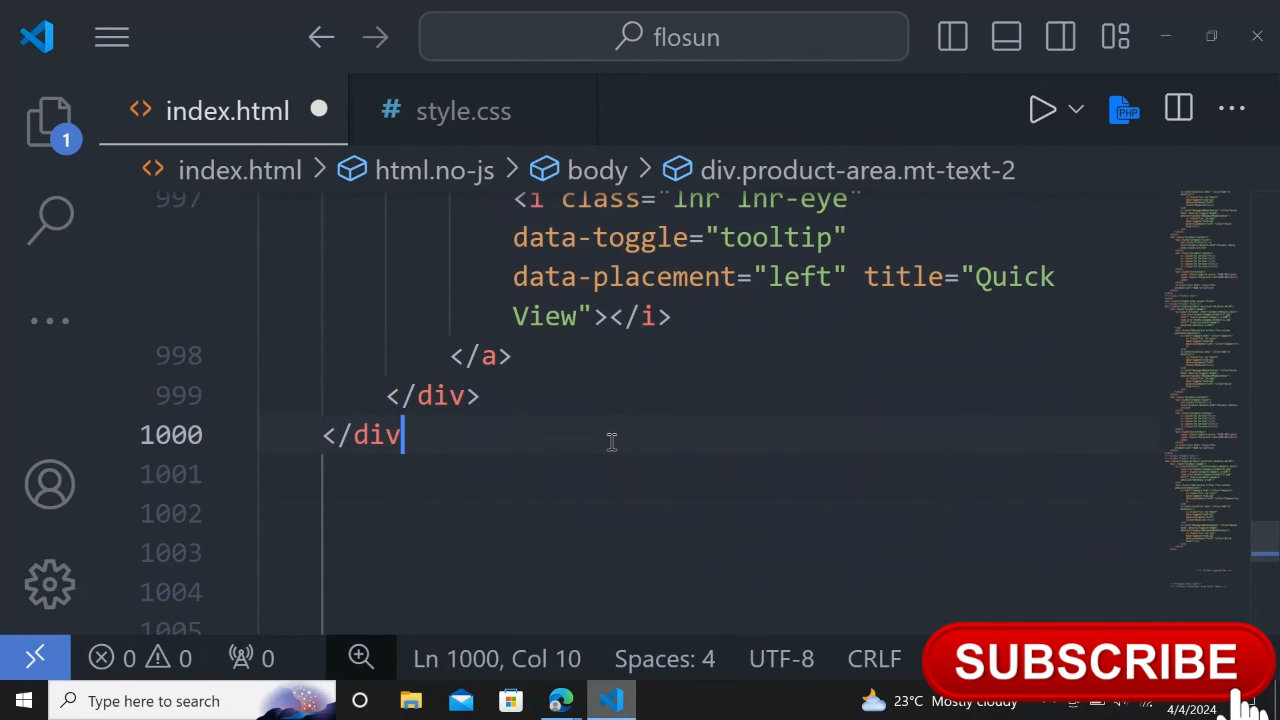 flosun
index.html
# style.css
PHP
1
index.html > html.no-js > body > div.product-area.mt-text-2
997 <i class="lnr lnr-eye"
data-toggle="tooltip"
data-placement="left" title="Quick
View"></i>
998 </a>
999 </div>
1000 </div
1001
1002
1003
1004
1005
0 0 0 Ln 1000, Col 10 Spaces: 4 UTF-8 CRLF
SUBSCRIBE
Type here to search
23°C Mostly cloudy
4/4/2024